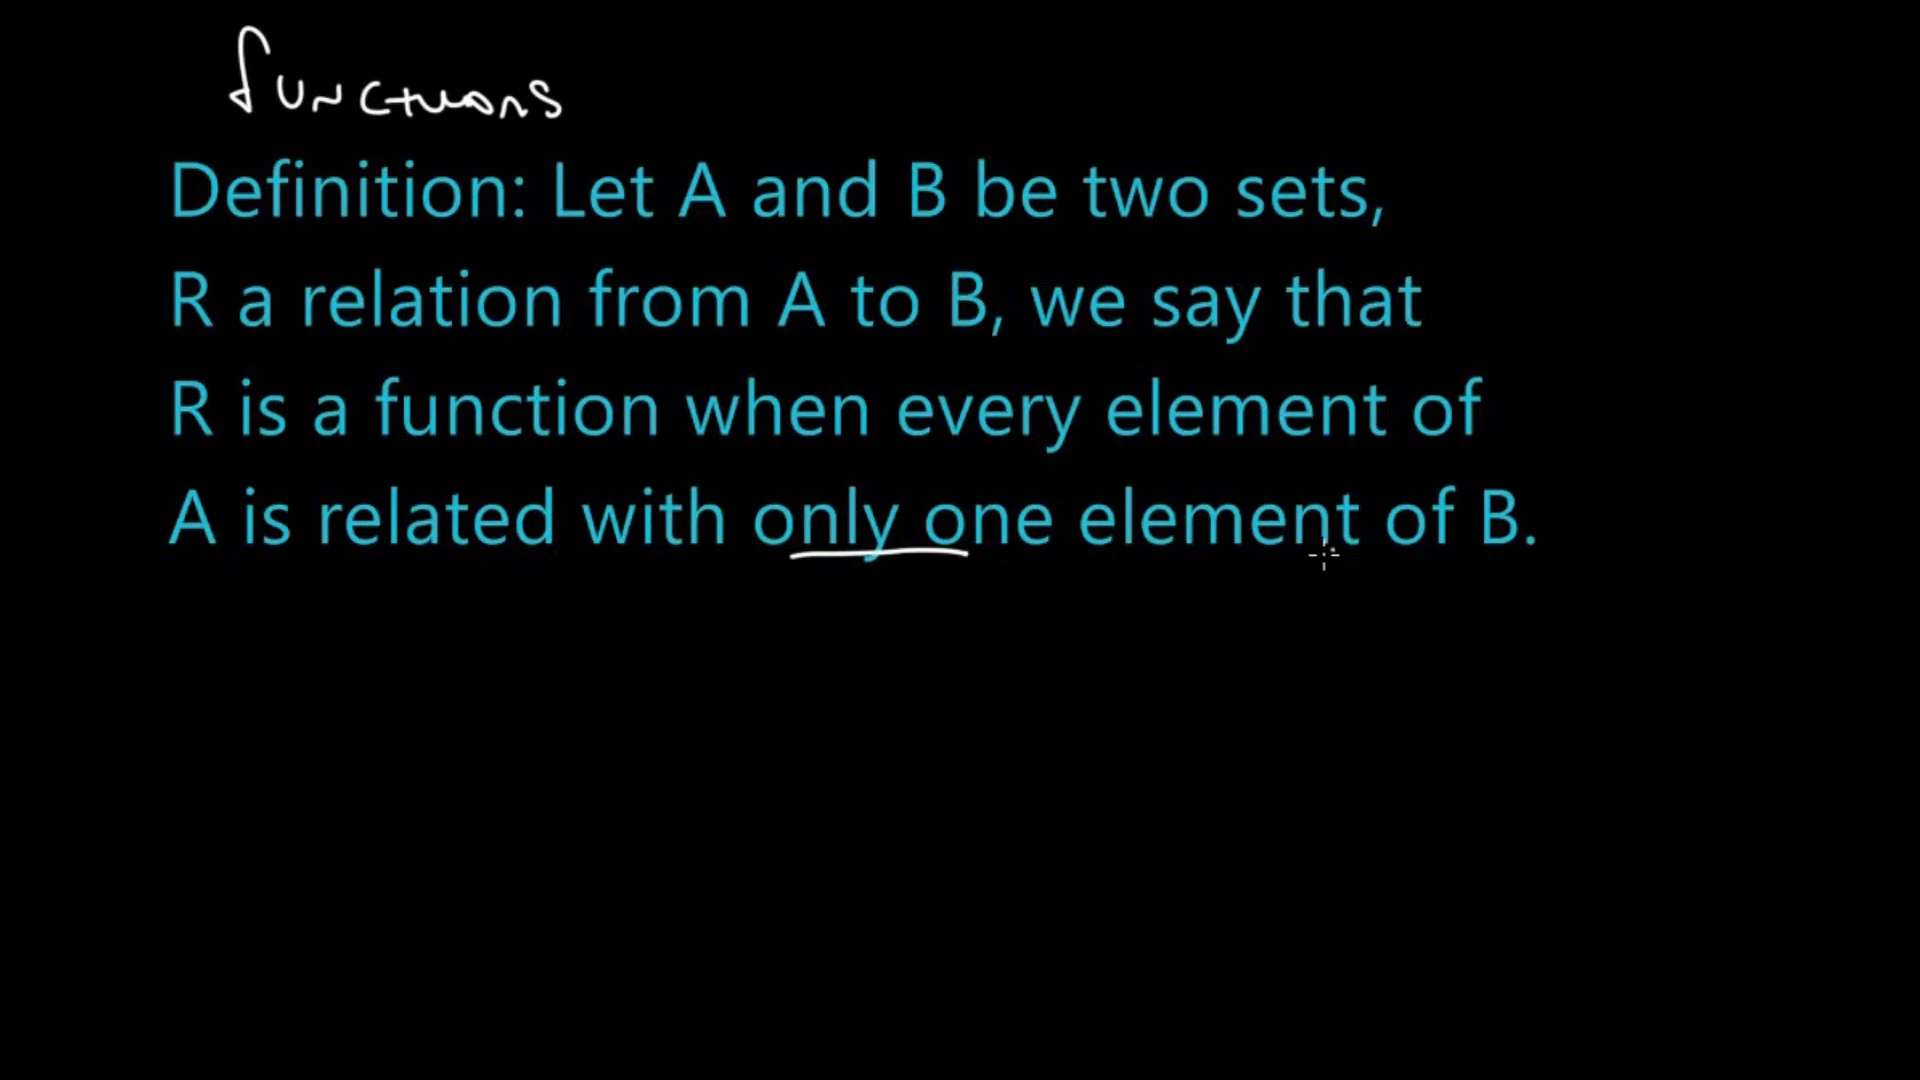 functions
Definition: Let A and B be two sets,
R a relation from A to B, we say that
R is a function when every element of
A is related with only one element of B.